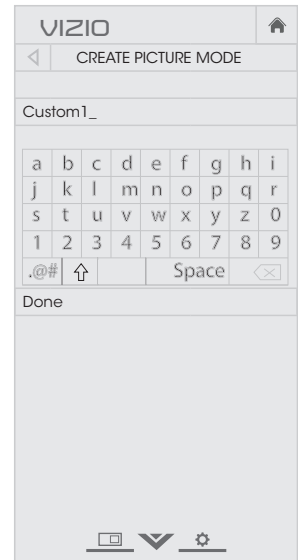 VIZIO
CREATE PICTURE MODE
Custom1_
a b c d e f g h i
j k l m n o p q r
s t u v w x y z 0
1 2 3 4 5 6 7 8 9
.@# Space
Done